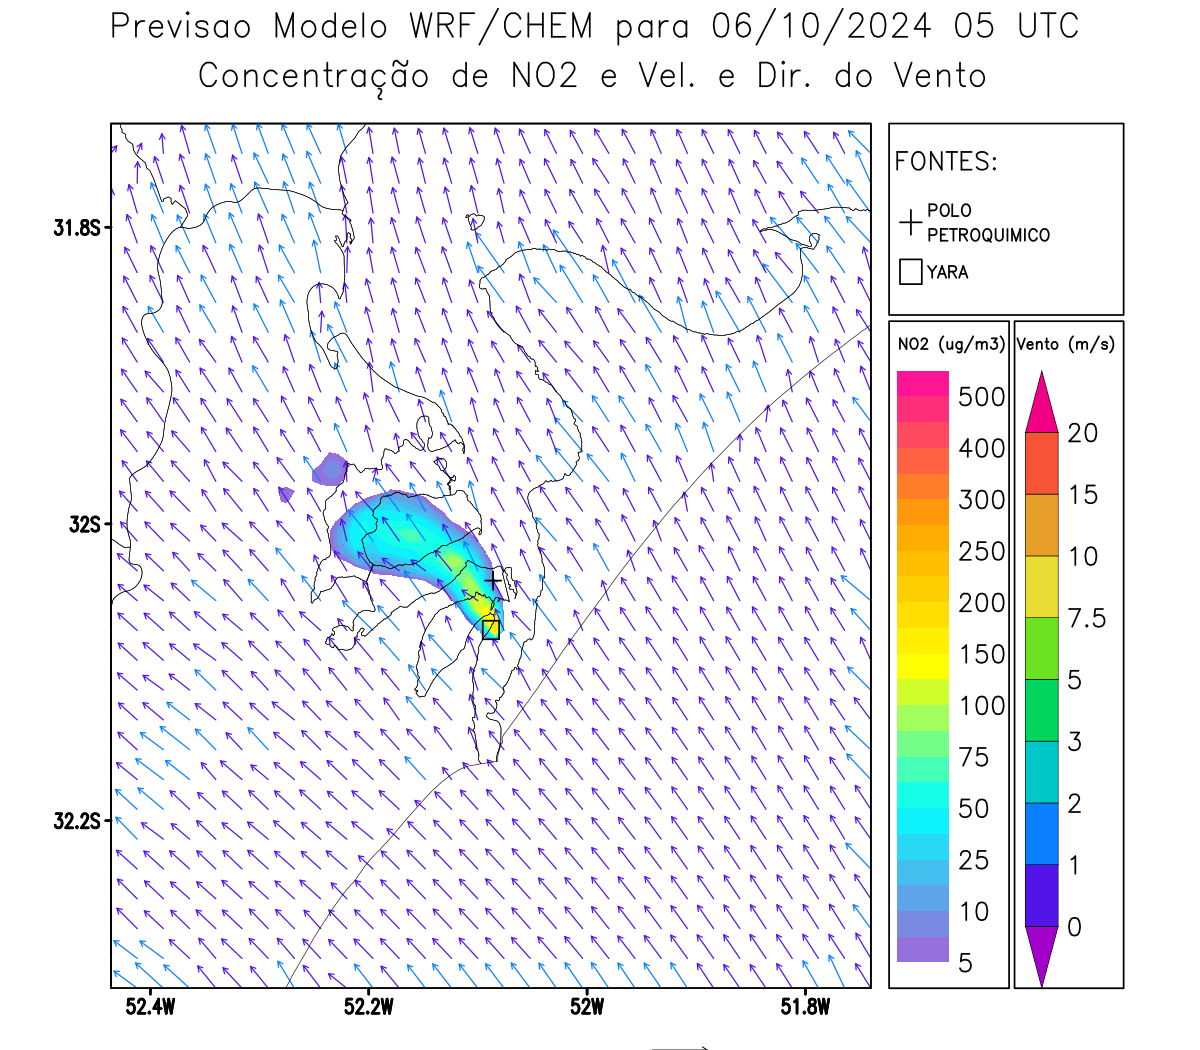 Previsao Modelo WRF/CHEM para 06/10/2024 05 UTC
Concentração de NO2 e Vel. e Dir. do Vento
FONTES:
POLO
PETROQUIMICO
YARA
NO2 (ug/m3)
500
400
300
250
200
150
100
75
50
25
10
5
Vento (m/s)
20
15
10
7.5
5
3
2
1
0
31.8S
32S
32.2S
52.4W
52.2W
52W
51.8W